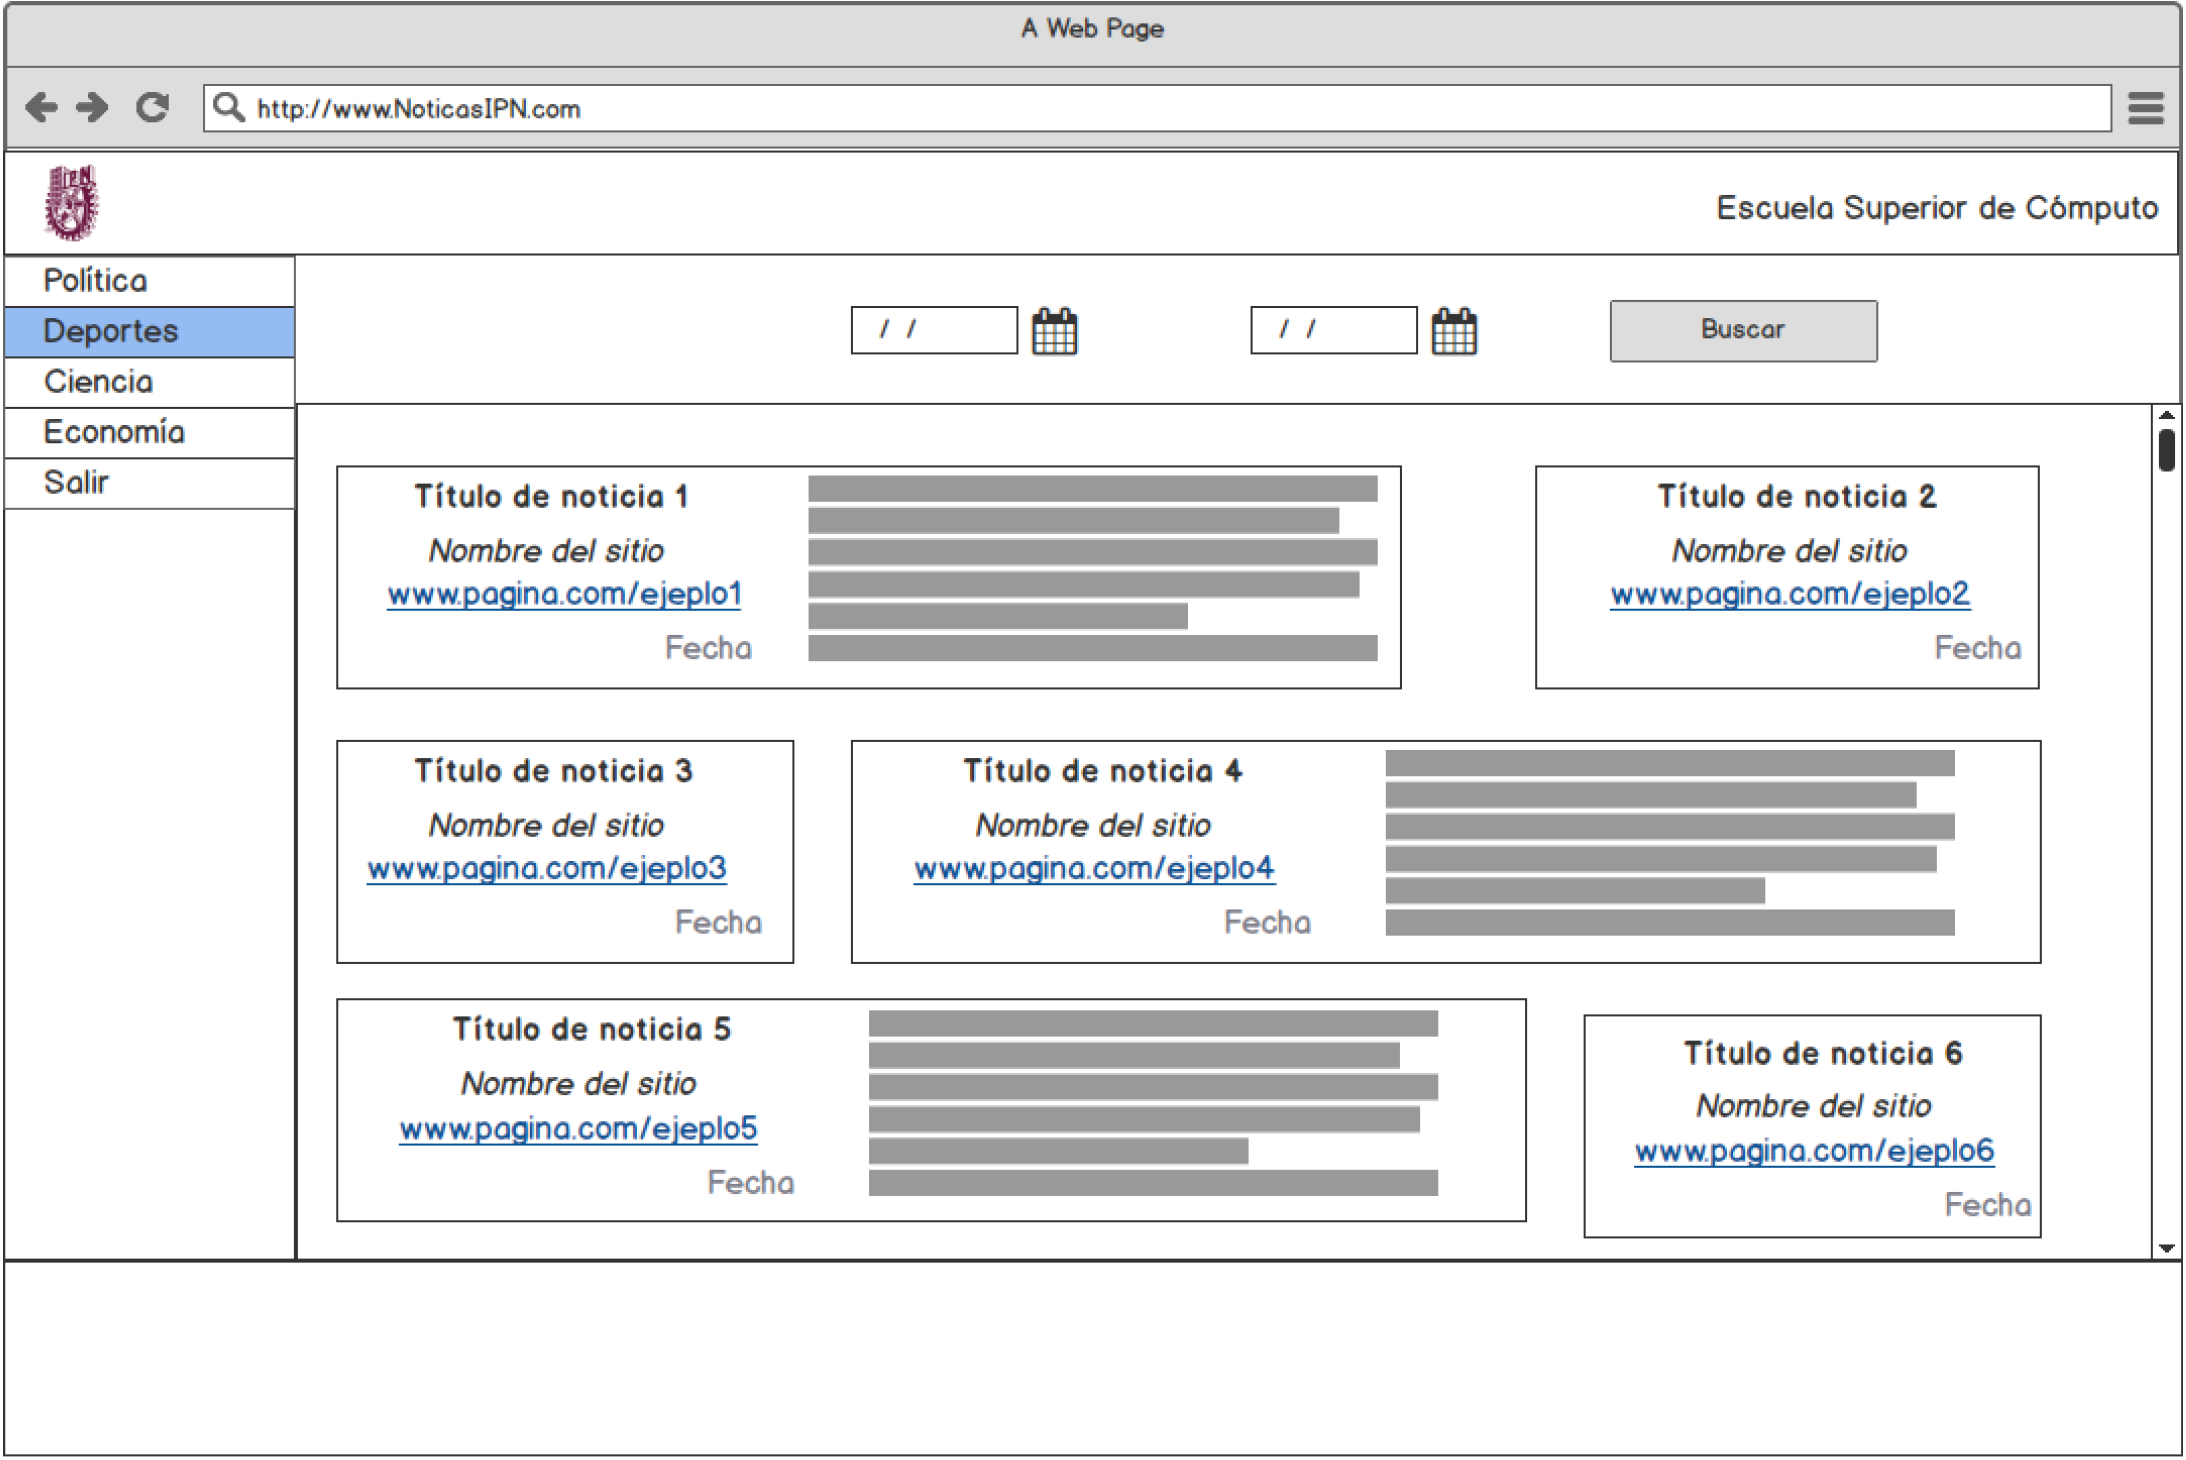 A Web Page
http://www.NoticasIPN.com
IPN
Escuela Superior de Cómputo
Política
Deportes
Ciencia
Economía
Salir
/ /
/ /
Buscar
Título de noticia 1
Nombre del sitio
www.pagina.com/ejeplo1
Fecha
Título de noticia 2
Nombre del sitio
www.pagina.com/ejeplo2
Fecha
Título de noticia 3
Nombre del sitio
www.pagina.com/ejeplo3
Fecha
Título de noticia 4
Nombre del sitio
www.pagina.com/ejeplo4
Fecha
Título de noticia 5
Nombre del sitio
www.pagina.com/ejeplo5
Fecha
Título de noticia 6
Nombre del sitio
www.pagina.com/ejeplo6
Fecha